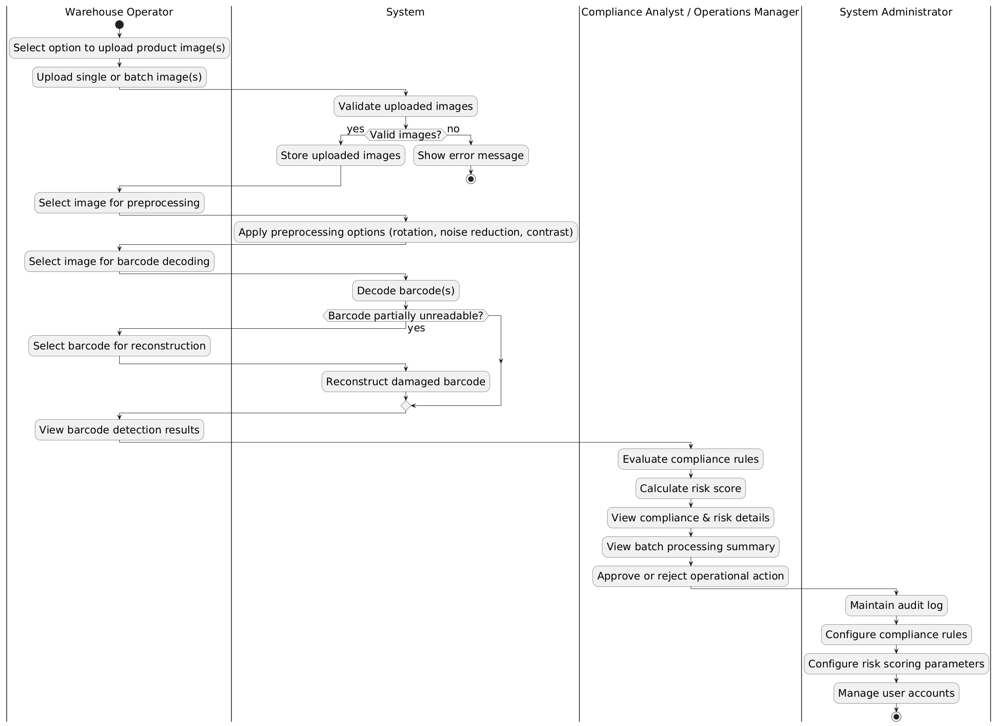 Warehouse Operator
System
Compliance Analyst / Operations Manager
System Administrator
Select option to upload product image(s)
Upload single or batch image(s)
Validate uploaded images
yes
Valid images?
no
Store uploaded images
Show error message
Select image for preprocessing
Apply preprocessing options (rotation, noise reduction, contrast)
Select image for barcode decoding
Decode barcode(s)
Barcode partially unreadable?
yes
Select barcode for reconstruction
Reconstruct damaged barcode
View barcode detection results
Evaluate compliance rules
Calculate risk score
View compliance & risk details
View batch processing summary
Approve or reject operational action
Maintain audit log
Configure compliance rules
Configure risk scoring parameters
Manage user accounts